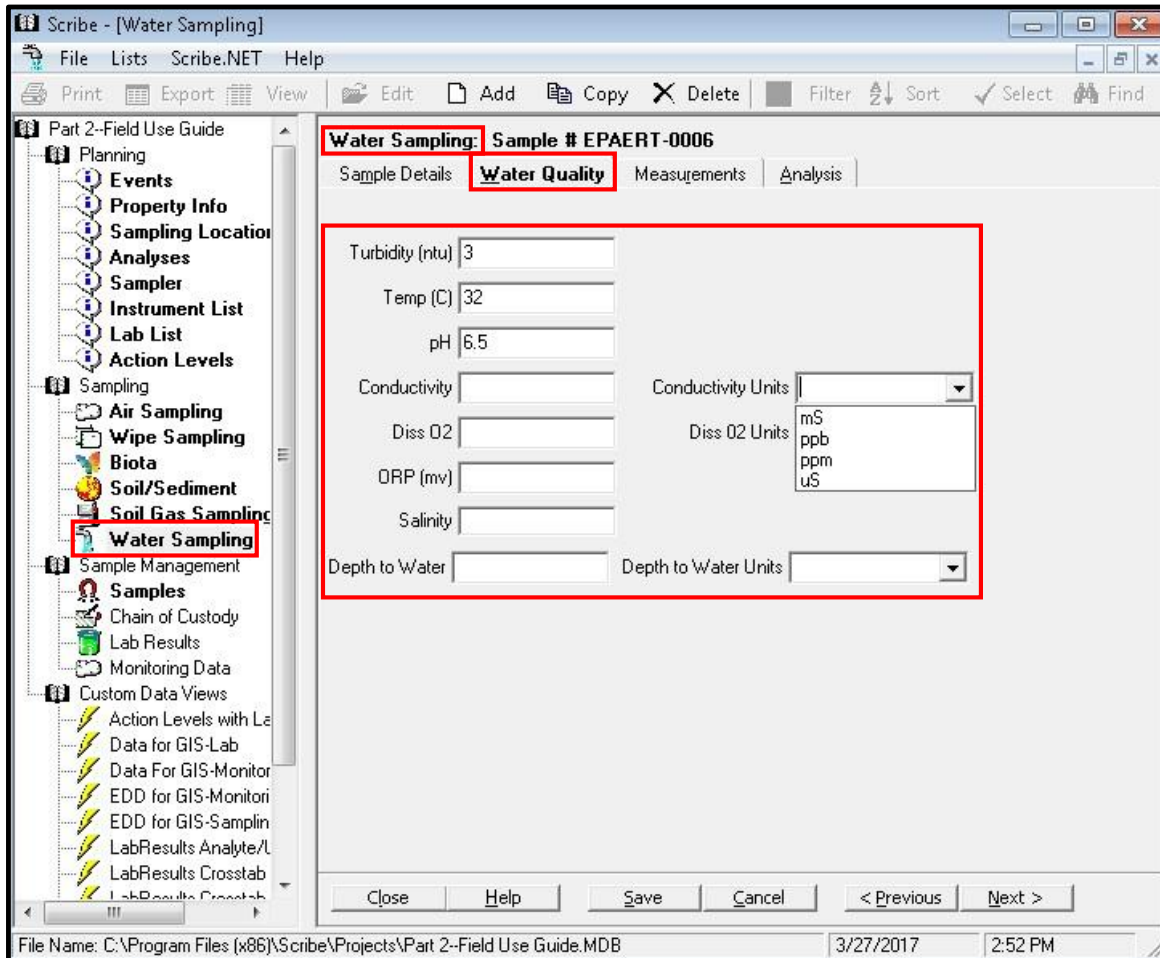 Scribe - [Water Sampling]
File Lists Scribe.NET Help
Print Export View Edit Add Copy Delete Filter Sort Select Find
Part 2--Field Use Guide
Planning
Events
Property Info
Sampling Location
Analyses
Sampler
Instrument List
Lab List
Action Levels
Sampling
Air Sampling
Wipe Sampling
Biota
Soil/Sediment
Soil Gas Sampling
Water Sampling
Sample Management
Samples
Chain of Custody
Lab Results
Monitoring Data
Custom Data Views
Action Levels with La
Data for GIS-Lab
Data For GIS-Monitor
EDD for GIS-Monitori
EDD for GIS-Samplin
LabResults Analyte/U
LabResults Crosstab
LabResults Crosstab
Water Sampling: Sample # EPAERT-0006
Sample Details Water Quality Measurements Analysis
Turbidity (ntu) 3
Temp (C) 32
pH 6.5
Conductivity Conductivity Units
mS
Diss O2 Diss 02 Units ppb
ppm
ORP (mv) uS
Salinity
Depth to Water Depth to Water Units
Close Help Save Cancel < Previous Next >
File Name: C:\Program Files (x86)\Scribe\Projects\Part 2--Field Use Guide.MDB 3/27/2017 2:52 PM